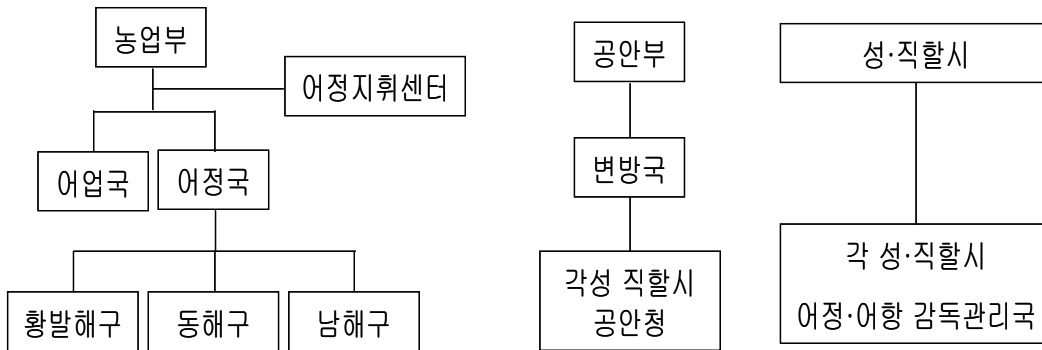 농업부
어정지휘센터
어업국
어정국
황발해구
동해구
남해구
공안부
변방국
각성 직할시
공안청
성·직할시
각 성·직할시
어정·어항 감독관리국